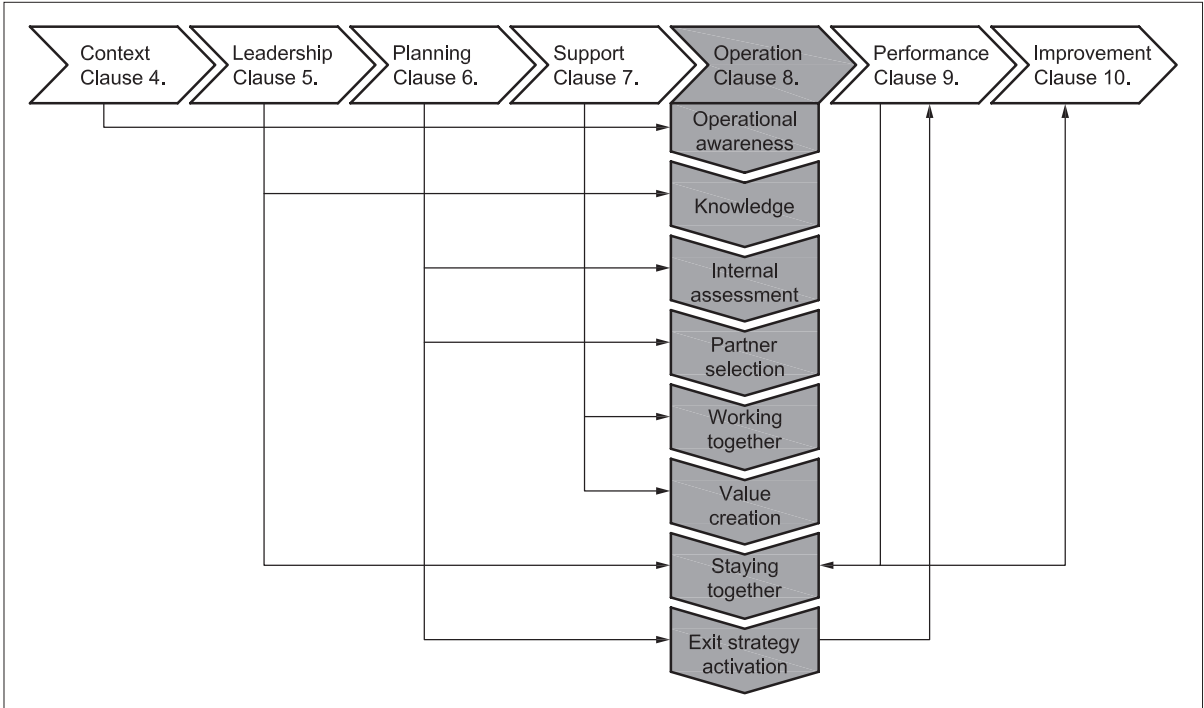 Context
Clause 4.
Leadership
Clause 5.
Planning
Clause 6.
Support
Clause 7.
Operation
Clause 8.
Performance
Clause 9.
Improvement
Clause 10.
Operational
awareness
Knowledge
Internal
assessment
Partner
selection
Working
together
Value
creation
Staying
together
Exit strategy
activation